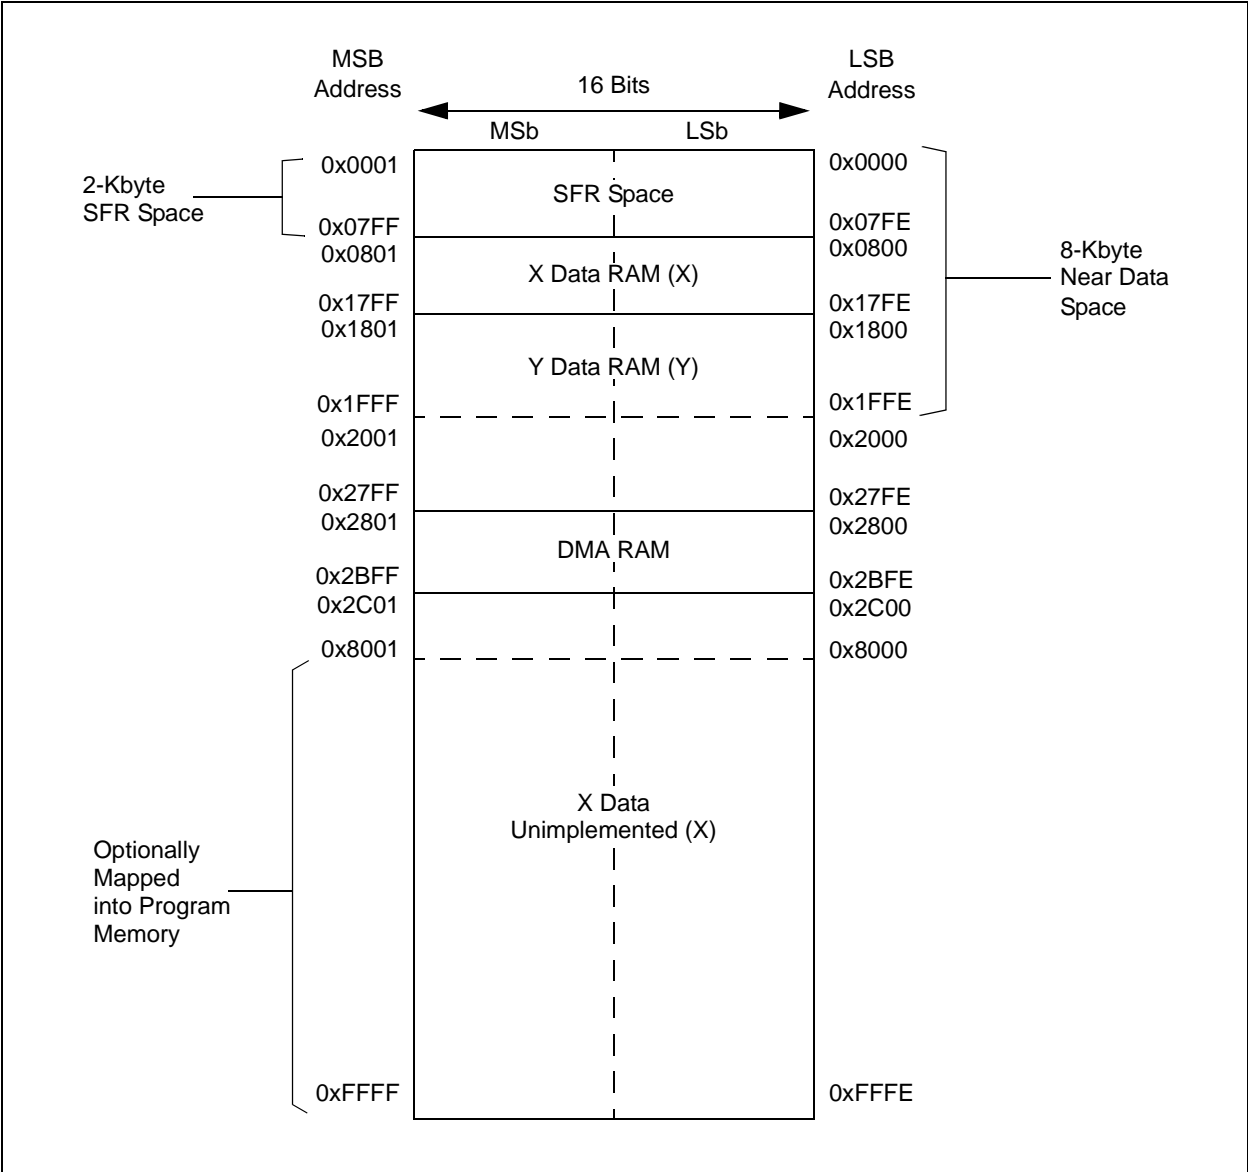 MSB
Address
16 Bits
LSB
Address
MSb
LSb
2-Kbyte
SFR Space
0x0001
SFR Space
0x0000
0x07FF
0x07FE
0x0801
0x0800
X Data RAM (X)
8-Kbyte
Near Data
Space
0x17FF
0x17FE
0x1801
0x1800
Y Data RAM (Y)
0x1FFF
0x1FFE
0x2001
0x2000
0x27FF
0x27FE
0x2801
0x2800
DMA RAM
0x2BFF
0x2BFE
0x2C01
0x2C00
0x8001
0x8000
X Data
Unimplemented (X)
Optionally
Mapped
into Program
Memory
0xFFFF
0xFFFE